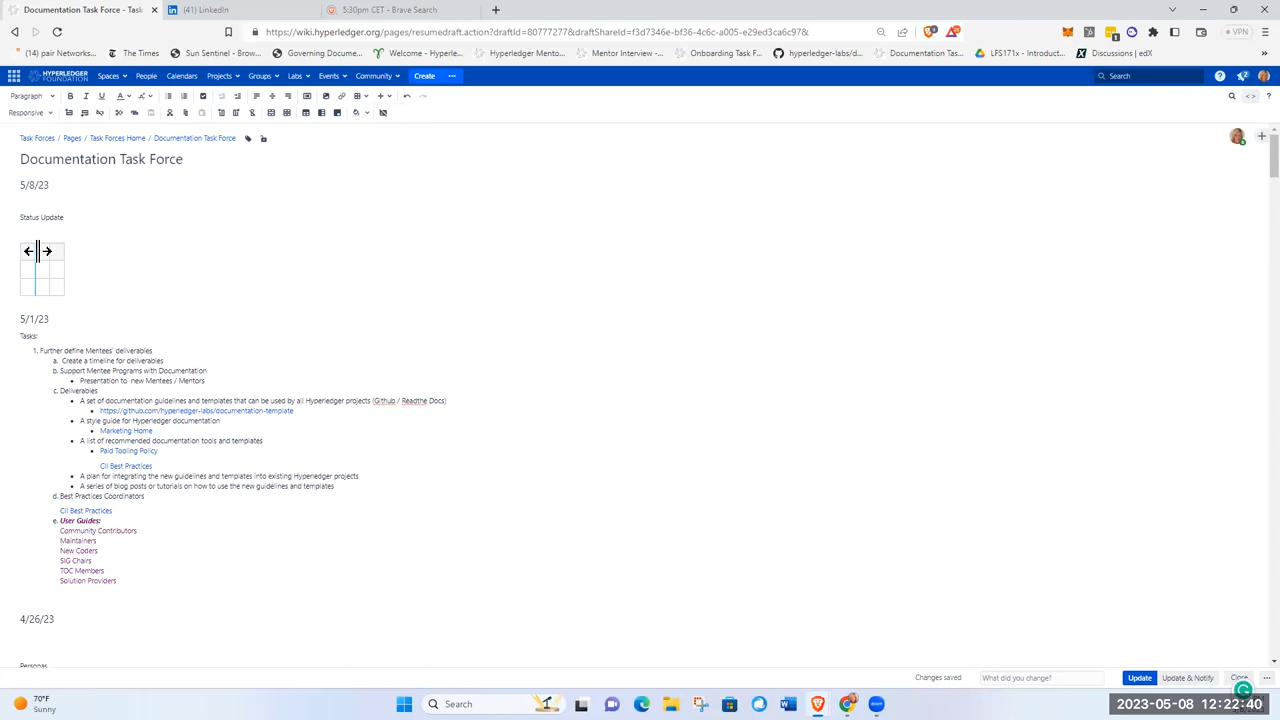 Documentation Task Force - Task
(41) LinkedIn
5:30pm CET - Brave Search
https://wiki.hyperledger.org/pages/resumedraft.action?draftId=80777277&draftShareId=f3d7346e-bf36-4c6c-a005-e29ed3ca6c97&
VPN
(14) pair Networ...
The Times
Sun Sentinel - Brow...
Governing Docume...
Welcome - Hyperle...
Hyperledger Mento...
Mentor Interview -...
Onboarding Task F...
hyperledger-labs/d...
Documentation Tas...
LFS171x - Introduct...
Discussions | edX
HYPERLEDGER FOUNDATION
Spaces
People
Calendars
Projects
Groups
Labs
Events
Community
Create
Search
Paragraph
B I U
Responsive
Task Forces / Pages / Task Forces Home / Documentation Task Force
Documentation Task Force
5/8/23
Status Update
5/1/23
Tasks:
1. Further define Mentees' deliverables
a. Create a timeline for deliverables
b. Support Mentee Programs with Documentation
• Presentation to new Mentees / Mentors
c. Deliverables
• A set of documentation guidelines and templates that can be used by all Hyperledger projects (Github / Readthe Docs)
• https://github.com/hyperledger-labs/documentation-template
• A style guide for Hyperledger documentation
• Marketing Home
• A list of recommended documentation tools and templates
• Paid Tooling Policy
CII Best Practices
• A plan for integrating the new guidelines and templates into existing Hyperledger projects
• A series of blog posts or tutorials on how to use the new guidelines and templates
d. Best Practices Coordinators
CII Best Practices
e. User Guides:
Community Contributors
Maintainers
New Coders
SIG Chairs
TOC Members
Solution Providers
4/26/23
Personas
Changes saved
What did you change?
Update
Update & Notify
70°F
Sunny
Search
2023-05-08 12:22:40